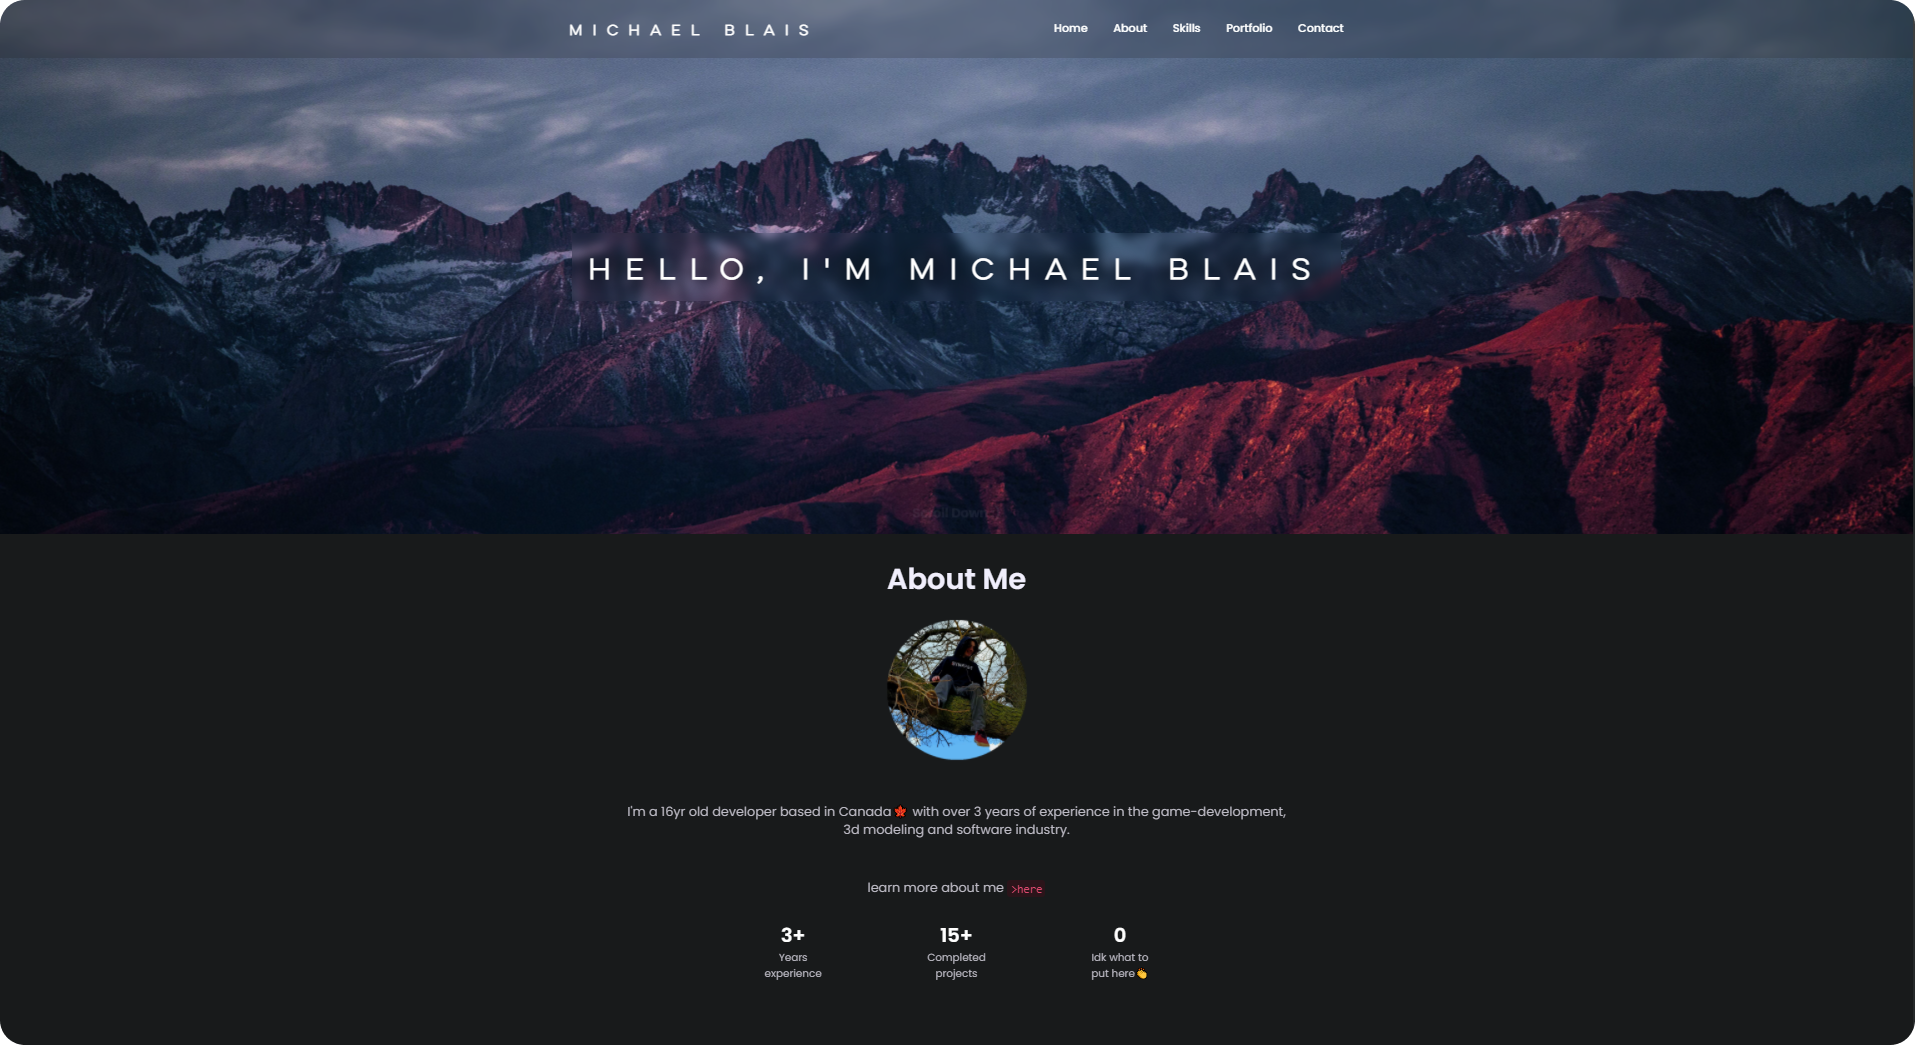 MICHAEL BLAIS
Home About Skills Portfolio Contact
HELLO, I'M MICHAEL BLAIS
Scroll Down
About Me
I'm a 16yr old developer based in Canada🍁 with over 3 years of experience in the game-development,
3d modeling and software industry.
learn more about me >here
3+
Years
experience
15+
Completed
projects
0
Idk what to
put here👏